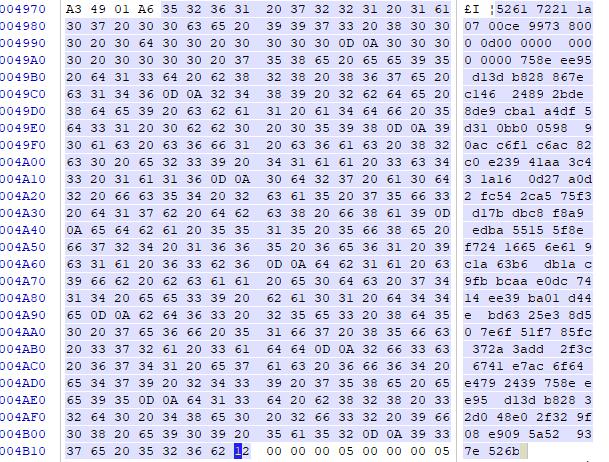 004970 A3 49 01 A6 35 32 36 31 20 37 32 32 31 20 31 61 £I ¦5261 7221 1a
004980 30 37 20 30 30 63 65 20 39 39 37 33 20 38 30 30 07 00ce 9973 800
004990 30 20 30 64 30 30 20 30 30 30 30 0D 0A 30 30 30 0 0d00 0000 000
0049A0 30 20 30 30 30 30 20 37 35 38 65 20 65 65 39 35 0 0000 758e ee95
0049B0 20 64 31 33 64 20 62 38 32 38 20 38 36 37 65 20 d13d b828 867e
0049C0 63 31 34 36 0D 0A 32 34 38 39 20 32 62 64 65 20 c146 2489 2bde
0049D0 38 64 65 39 20 63 62 61 31 20 61 34 64 66 20 35 8de9 cba1 a4df 5
0049E0 64 33 31 20 30 62 62 30 20 30 35 39 38 0D 0A 39 d31 0bb0 0598 9
0049F0 30 61 63 20 63 36 66 31 20 63 36 61 63 20 38 32 0ac c6f1 c6ac 82
004A00 63 30 20 65 32 33 39 20 34 31 61 61 20 33 63 34 c0 e239 41aa 3c4
004A10 33 20 31 61 31 36 0D 0A 30 64 32 37 20 61 30 64 3 1a16 0d27 a0d
004A20 32 20 66 63 35 34 20 32 63 61 35 20 37 35 66 33 2 fc54 2ca5 75f3
004A30 20 64 31 37 62 20 64 62 63 38 20 66 38 61 39 0D d17b dbc8 f8a9
004A40 0A 65 64 62 61 20 35 35 31 35 20 35 66 38 65 20 edba 5515 5f8e
004A50 66 37 32 34 20 31 36 36 35 20 36 65 36 31 20 39 f724 1665 6e61 9
004A60 63 31 61 20 36 33 62 36 0D 0A 64 62 31 61 20 63 c1a 63b6 db1a c
004A70 39 66 62 20 62 63 61 61 20 65 30 64 63 20 37 34 9fb bcaa e0dc 74
004A80 31 34 20 65 65 33 39 20 62 61 30 31 20 64 34 34 14 ee39 ba01 d44
004A90 65 0D 0A 62 64 36 33 20 32 35 65 33 20 38 64 35 e bd63 25e3 8d5
004AA0 30 20 37 65 36 66 20 35 31 66 37 20 38 35 66 63 0 7e6f 51f7 85fc
004AB0 20 33 37 32 61 20 33 61 64 64 0D 0A 32 66 33 63 372a 3add 2f3c
004AC0 20 36 37 34 31 20 65 37 61 63 20 36 66 36 34 20 6741 e7ac 6f64
004AD0 65 34 37 39 20 32 34 33 39 20 37 35 38 65 20 65 e479 2439 758e e
004AE0 65 39 35 0D 0A 64 31 33 64 20 62 38 32 38 20 33 e95 d13d b828 3
004AF0 32 64 30 20 34 38 65 30 20 32 66 33 32 20 39 66 2d0 48e0 2f32 9f
004B00 30 38 20 65 39 30 39 20 35 61 35 32 0D 0A 39 33 08 e909 5a52 93
004B10 37 65 20 35 32 36 62 12 00 00 00 05 00 00 00 05 7e 526b